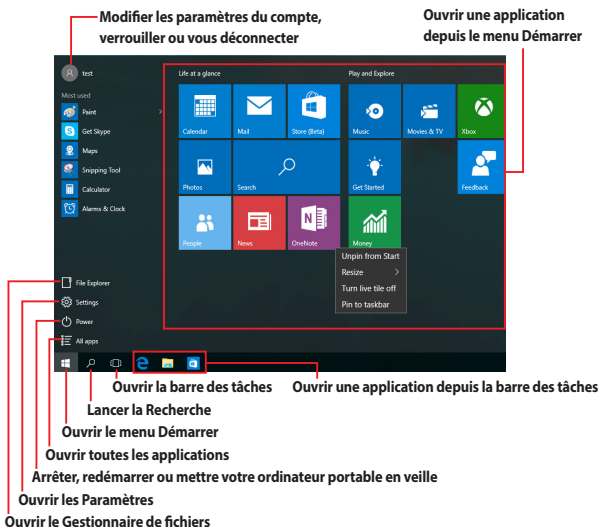 Modifier les paramètres du compte,
verrouiller ou vous déconnecter
Ouvrir une application
depuis le menu Démarrer
test
Most used
Paint
Get Skype
Maps
Snipping Tool
Calculator
Alarms & Clock
File Explorer
Settings
Power
All apps
Life at a glance
Play and Explore
Calendar
Mail
Store (Beta)
Music
Movies & TV
Xbox
Photos
Search
Get Started
Feedback
People
News
OneNote
Money
Unpin from Start
Resize
Turn live tile off
Pin to taskbar
Ouvrir la barre des tâches
Ouvrir une application depuis la barre des tâches
Lancer la Recherche
Ouvrir le menu Démarrer
Ouvrir toutes les applications
Arrêter, redémarrer ou mettre votre ordinateur portable en veille
Ouvrir les Paramètres
Ouvrir le Gestionnaire de fichiers